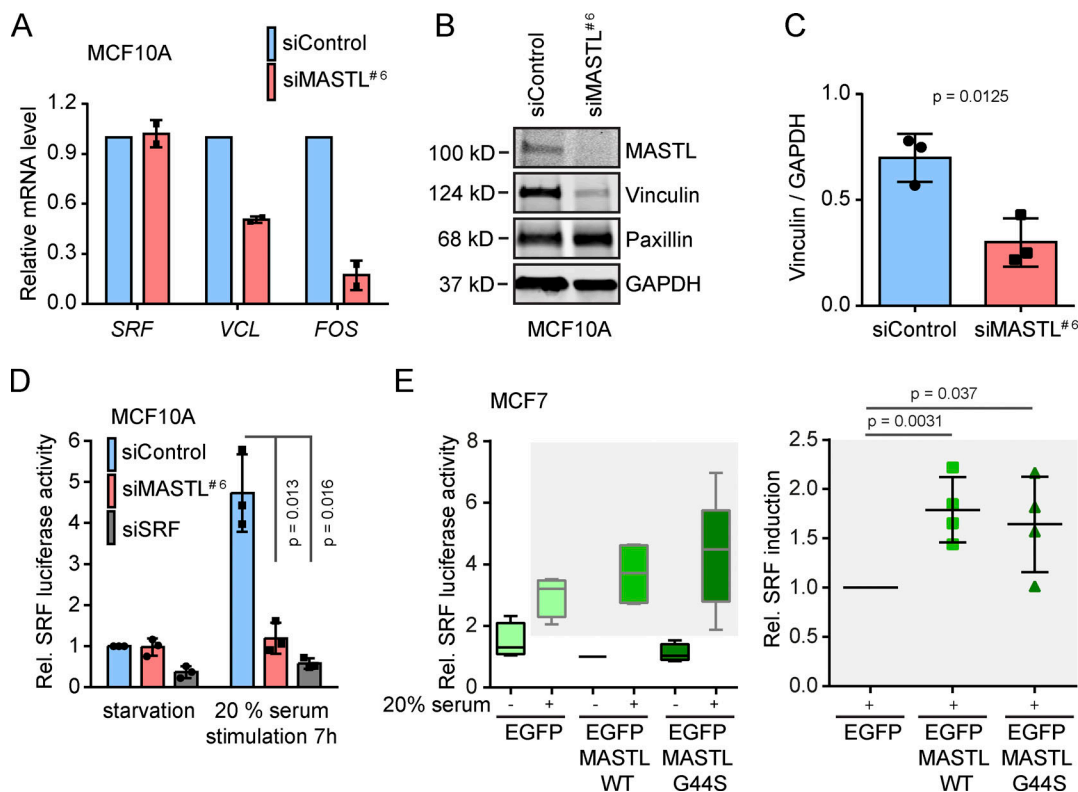 A
MCF10A
siControl
siMASTL#6
Relative mRNA level
1.2
0.9
0.6
0.3
0.0
SRF VCL FOS
B
siControl
siMASTL#6
100 kD MASTL
124 kD Vinculin
68 kD Paxillin
37 kD GAPDH
MCF10A
C
p = 0.0125
Vinculin / GAPDH
1.0
0.5
0.0
siControl siMASTL#6
D
MCF10A
siControl
siMASTL#6
siSRF
Rel. SRF luciferase activity
6
5
4
3
2
1
0
p = 0.013
p = 0.016
starvation 20 % serum
stimulation 7h
E
MCF7
Rel. SRF luciferase activity
8
6
4
2
0
20% serum - + - + - +
EGFP EGFP EGFP
MASTL MASTL
WT G44S
p = 0.037
p = 0.0031
Rel. SRF induction
2.5
2.0
1.5
1.0
0.5
0.0
+ + +
EGFP EGFP EGFP
MASTL MASTL
WT G44S